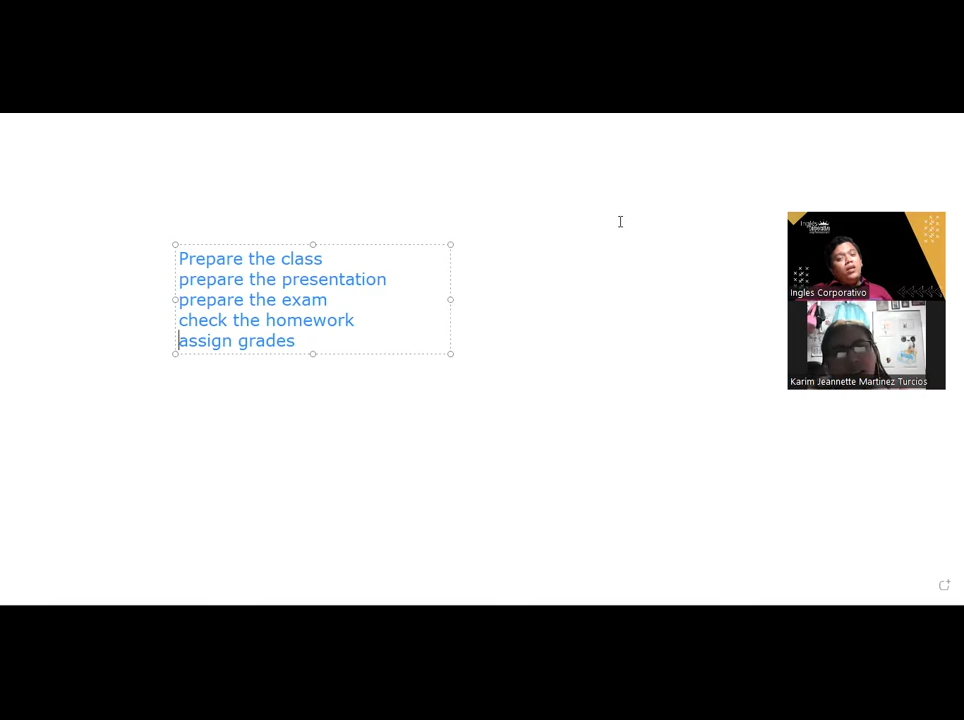 Prepare the class
prepare the presentation
prepare the exam
check the homework
assign grades
Ingles Corporativo
Karim Jeannette Martinez Turcios